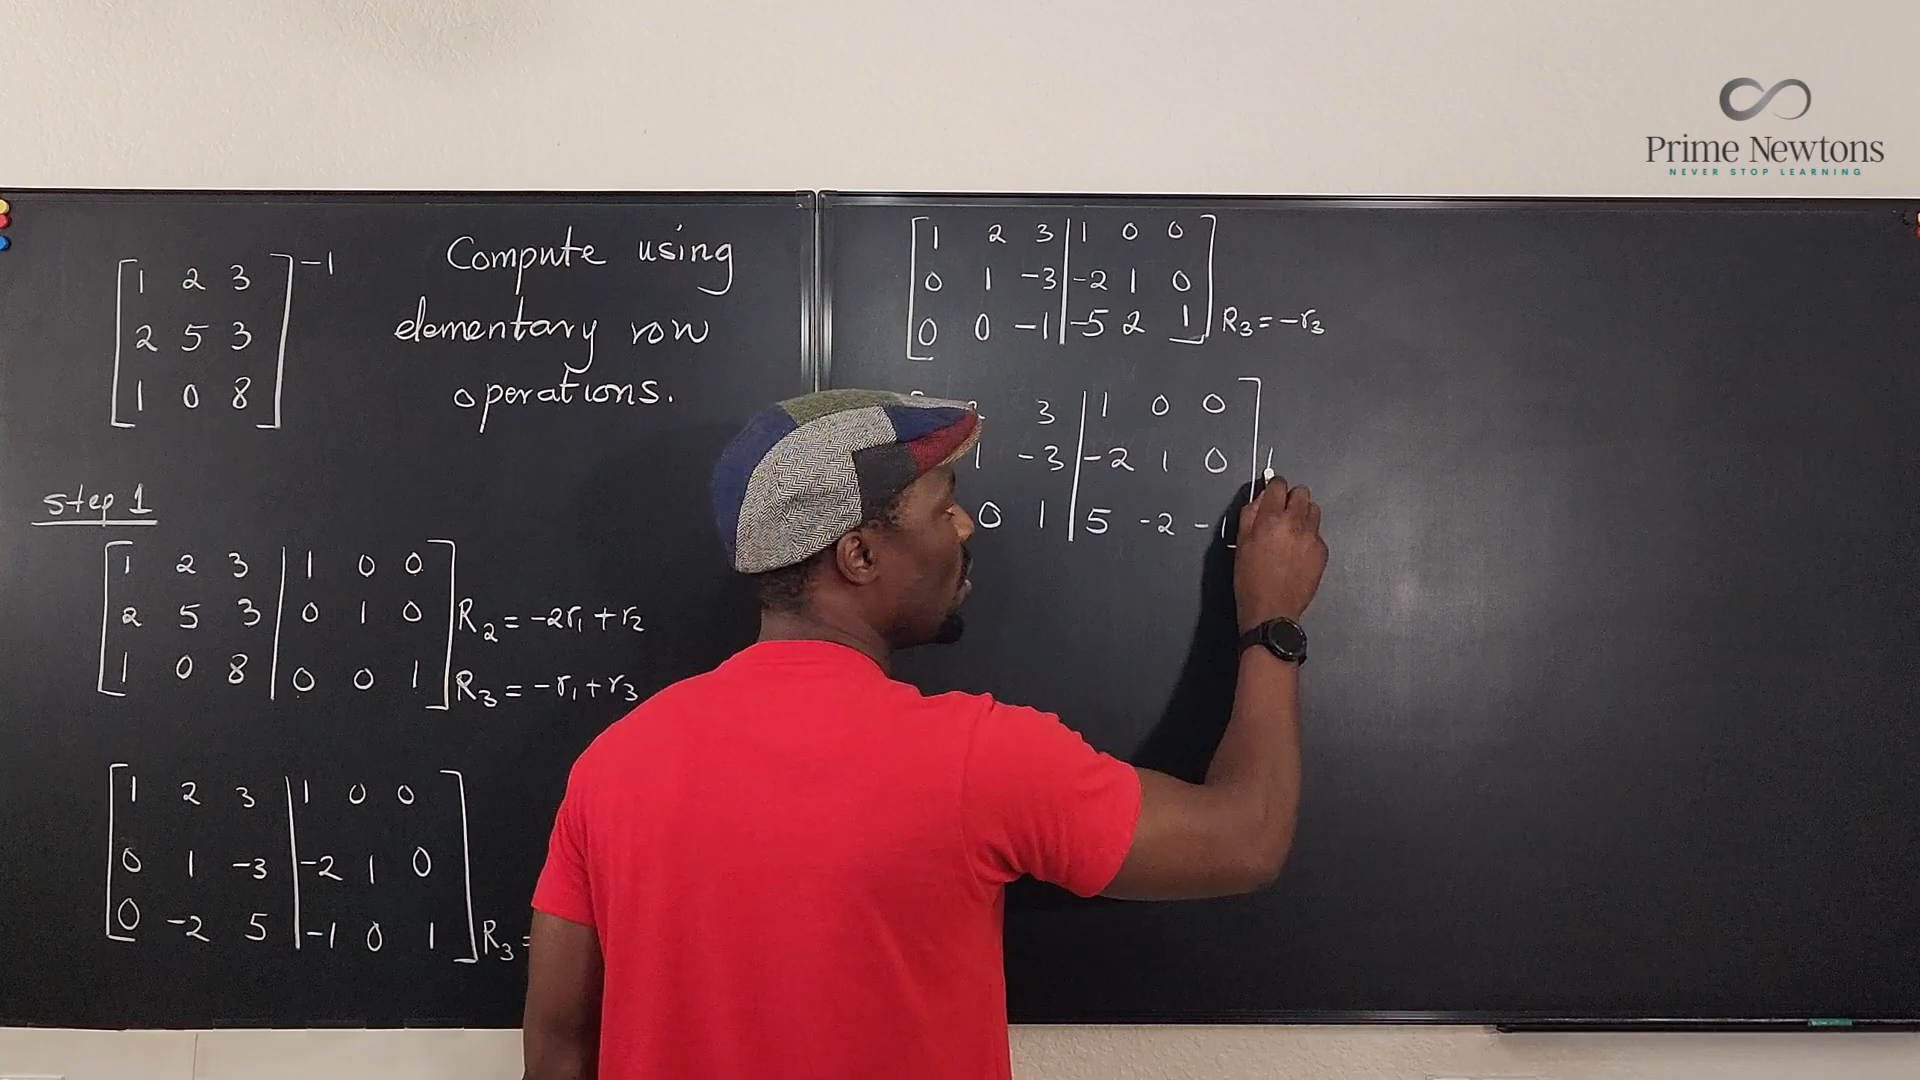 Prime Newtons
NEVER STOP LEARNING
1 2 3 -1
2 5 3
1 0 8
Compute using
elementary row
operations.
step 1
1 2 3 | 1 0 0
2 5 3 | 0 1 0 R2 = -2r1 + r2
1 0 8 | 0 0 1 R3 = -r1 + r3
1 2 3 | 1 0 0
0 1 -3 | -2 1 0
0 -2 5 | -1 0 1 R3 =
1 2 3 | 1 0 0
0 1 -3 | -2 1 0
0 0 -1 | -5 2 1 R3 = -r3
3 | 1 0 0
1 -3 | -2 1 0
0 1 | 5 -2 -1